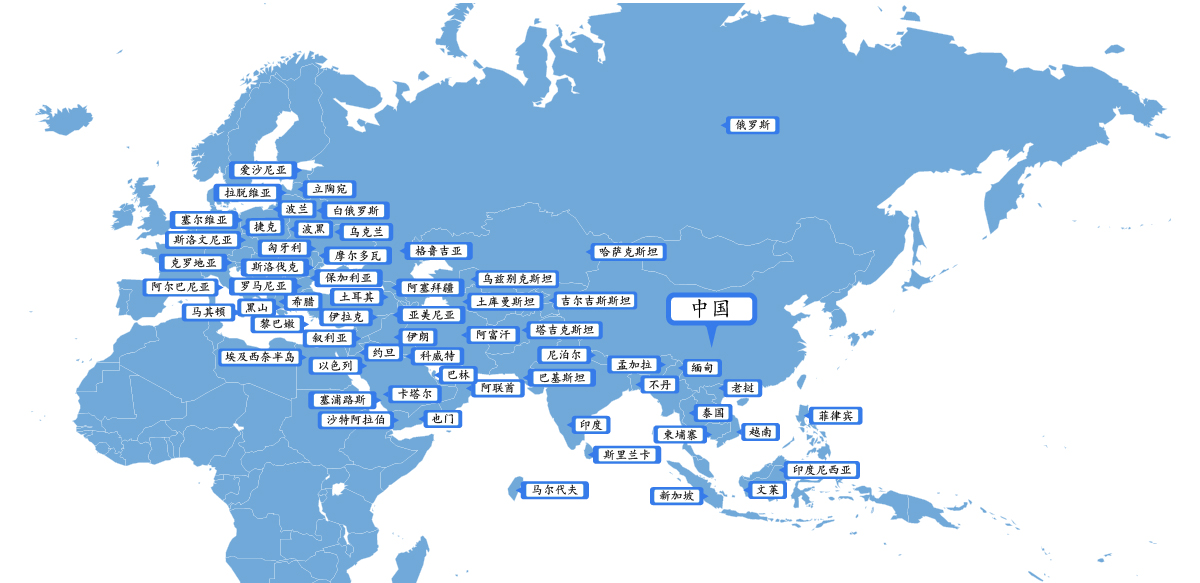 俄罗斯
爱沙尼亚
立陶宛
拉脱维亚
波兰
白俄罗斯
塞尔维亚
捷克
波黑
乌克兰
斯洛文尼亚
匈牙利
摩尔多瓦
格鲁吉亚
哈萨克斯坦
克罗地亚
斯洛伐克
保加利亚
乌兹别克斯坦
阿尔巴尼亚
罗马尼亚
阿塞拜疆
希腊
土耳其
土库曼斯坦
吉尔吉斯斯坦
马其顿
黑山
中国
黎巴嫩
伊拉克
亚美尼亚
叙利亚
伊朗
阿富汗
塔吉克斯坦
埃及西奈半岛
约旦
科威特
尼泊尔
以色列
孟加拉
缅甸
巴林
巴基斯坦
阿联酋
不丹
老挝
塞浦路斯
卡塔尔
沙特阿拉伯
也门
泰国
菲律宾
印度
柬埔寨
越南
斯里兰卡
印度尼西亚
马尔代夫
新加坡
文莱